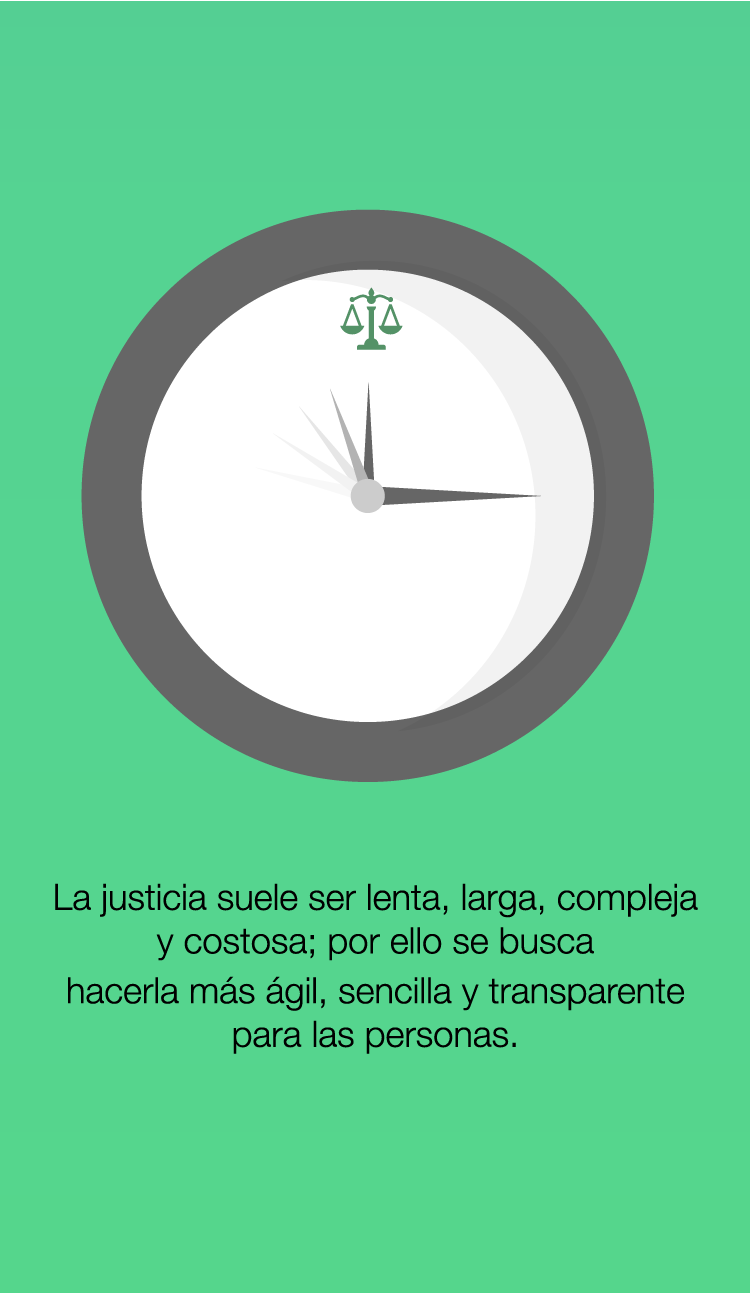 La justicia suele ser lenta, larga, compleja
y costosa; por ello se busca
hacerla más ágil, sencilla y transparente
para las personas.